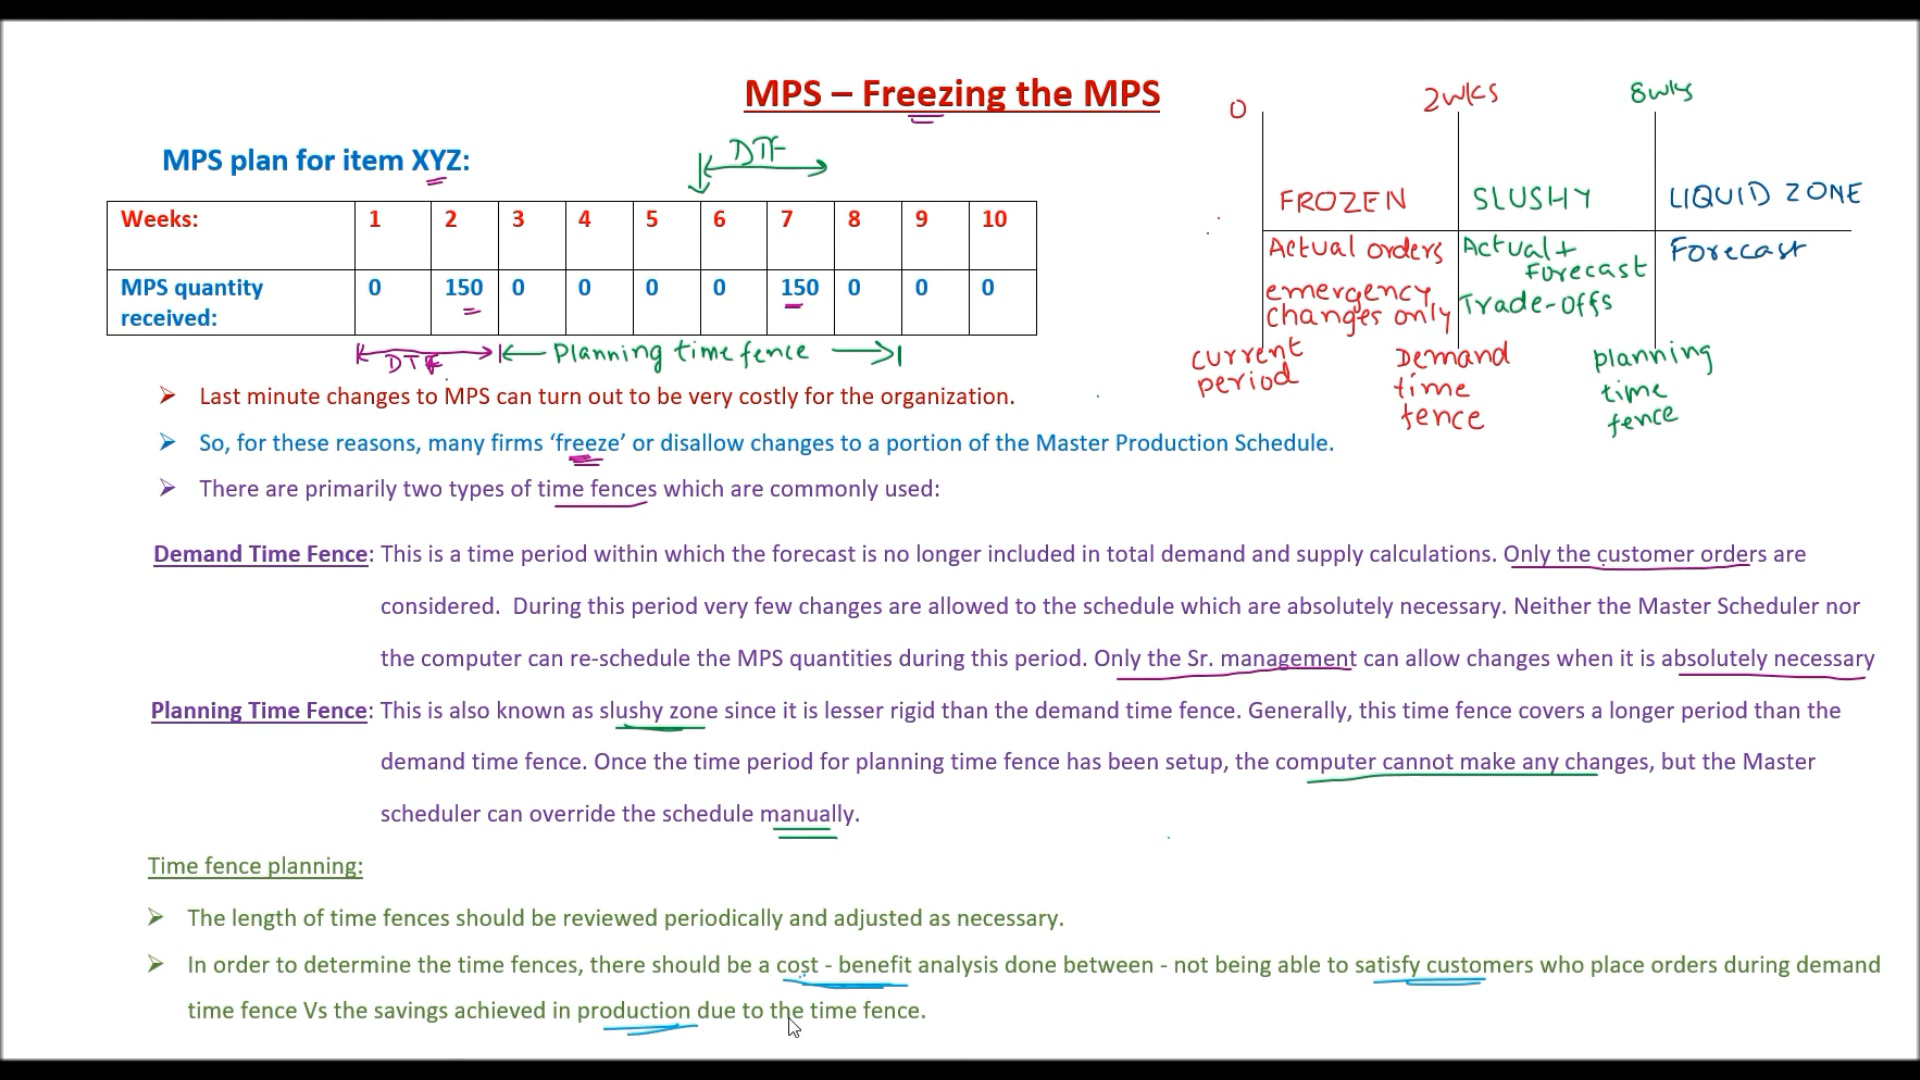 MPS – Freezing the MPS
0
2wks
8wks
MPS plan for item XYZ:
DTF
Weeks: 1 2 3 4 5 6 7 8 9 10
MPS quantity received: 0 150 0 0 0 0 150 0 0 0
DTF
Planning time fence
FROZEN
SLUSHY
LIQUID ZONE
Actual orders
emergency
changes only
Actual +
Forecast
Trade-offs
Forecast
current
period
Demand
time
fence
planning
time
fence
➢ Last minute changes to MPS can turn out to be very costly for the organization.
➢ So, for these reasons, many firms ‘freeze’ or disallow changes to a portion of the Master Production Schedule.
➢ There are primarily two types of time fences which are commonly used:
Demand Time Fence: This is a time period within which the forecast is no longer included in total demand and supply calculations. Only the customer orders are
considered. During this period very few changes are allowed to the schedule which are absolutely necessary. Neither the Master Scheduler nor
the computer can re-schedule the MPS quantities during this period. Only the Sr. management can allow changes when it is absolutely necessary
Planning Time Fence: This is also known as slushy zone since it is lesser rigid than the demand time fence. Generally, this time fence covers a longer period than the
demand time fence. Once the time period for planning time fence has been setup, the computer cannot make any changes, but the Master
scheduler can override the schedule manually.
Time fence planning:
➢ The length of time fences should be reviewed periodically and adjusted as necessary.
➢ In order to determine the time fences, there should be a cost - benefit analysis done between - not being able to satisfy customers who place orders during demand
time fence Vs the savings achieved in production due to the time fence.